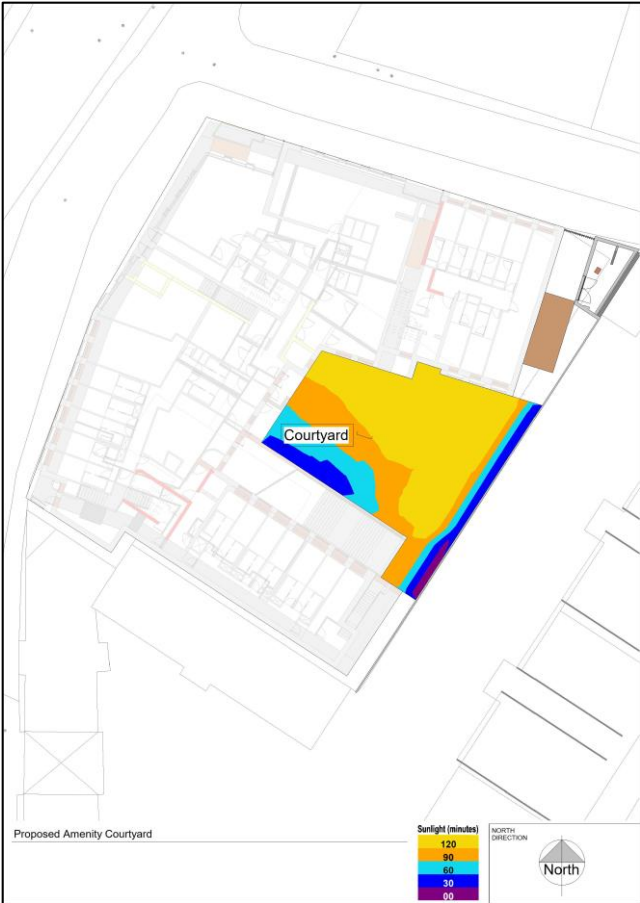 Courtyard
Proposed Amenity Courtyard
Sunlight (minutes)
120
90
60
30
00
NORTH
DIRECTION
North